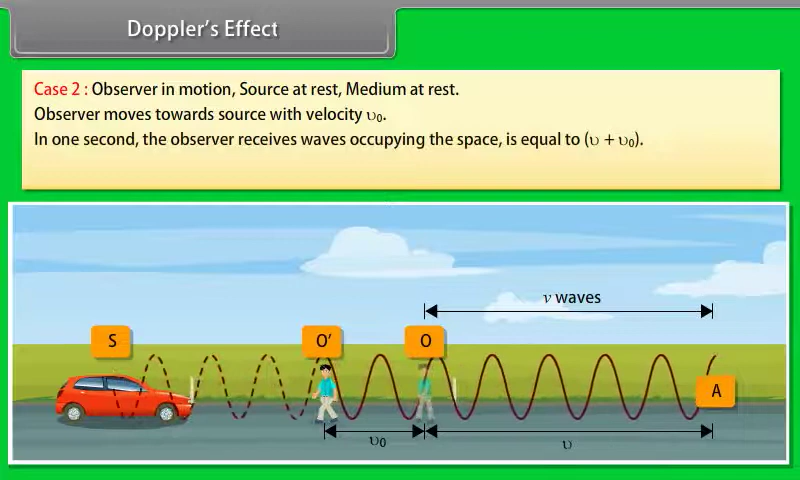 Doppler's Effect
Case 2 : Observer in motion, Source at rest, Medium at rest.
Observer moves towards source with velocity υ₀.
In one second, the observer receives waves occupying the space, is equal to (υ + υ₀).
ν waves
S
O'
O
A
υ₀
υ